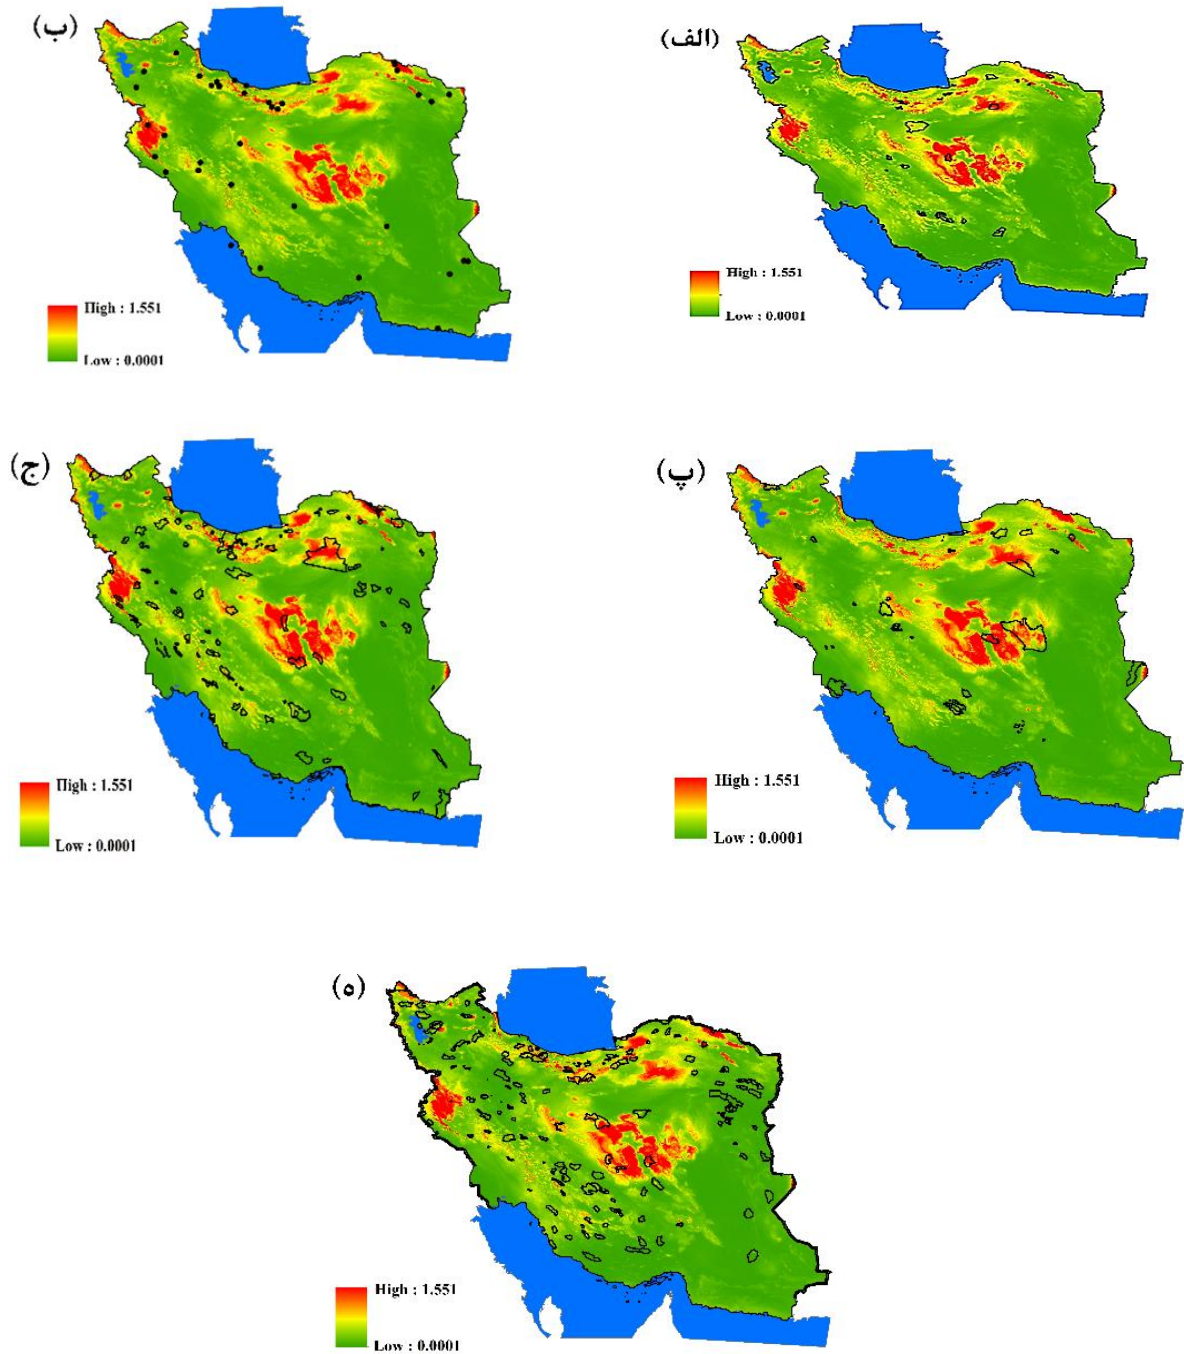 (الف)
High : 1.551
Low : 0.0001
(ب)
High : 1.551
Low : 0.0001
(پ)
High : 1.551
Low : 0.0001
(ج)
High : 1.551
Low : 0.0001
(ه)
High : 1.551
Low : 0.0001